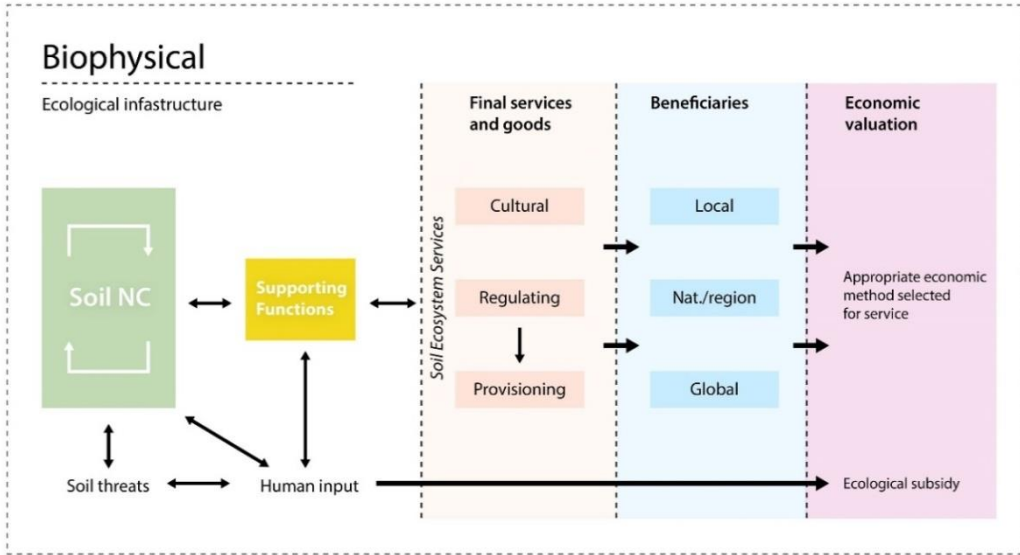 Biophysical
Ecological infastructure
Final services
and goods
Beneficiaries
Economic
valuation
Soil NC
Supporting
Functions
Soil Ecosystem Services
Cultural
Regulating
Provisioning
Local
Nat./region
Global
Appropriate economic
method selected
for service
Soil threats
Human input
Ecological subsidy